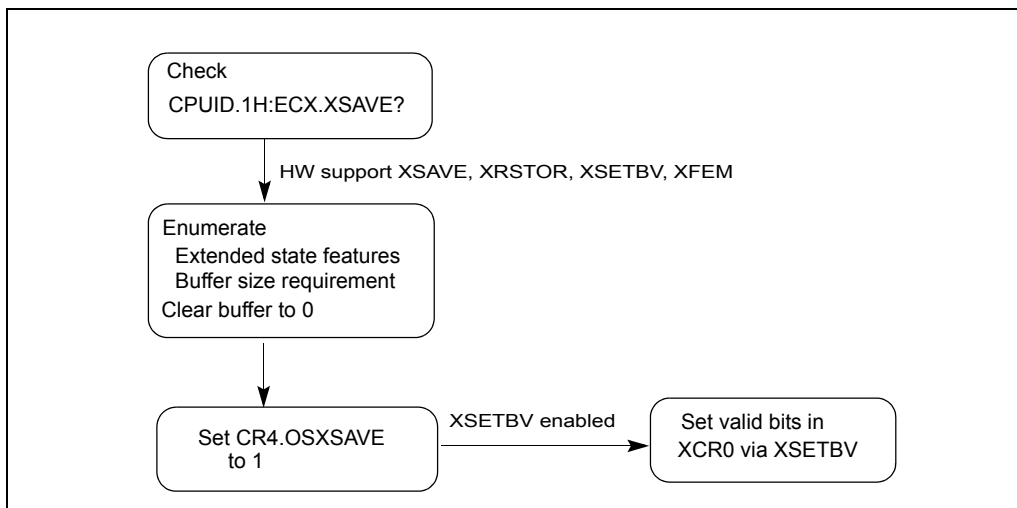 Check
CPUID.1H:ECX.XSAVE?
HW support XSAVE, XRSTOR, XSETBV, XFEM
Enumerate
Extended state features
Buffer size requirement
Clear buffer to 0
Set CR4.OSXSAVE
to 1
XSETBV enabled
Set valid bits in
XCR0 via XSETBV